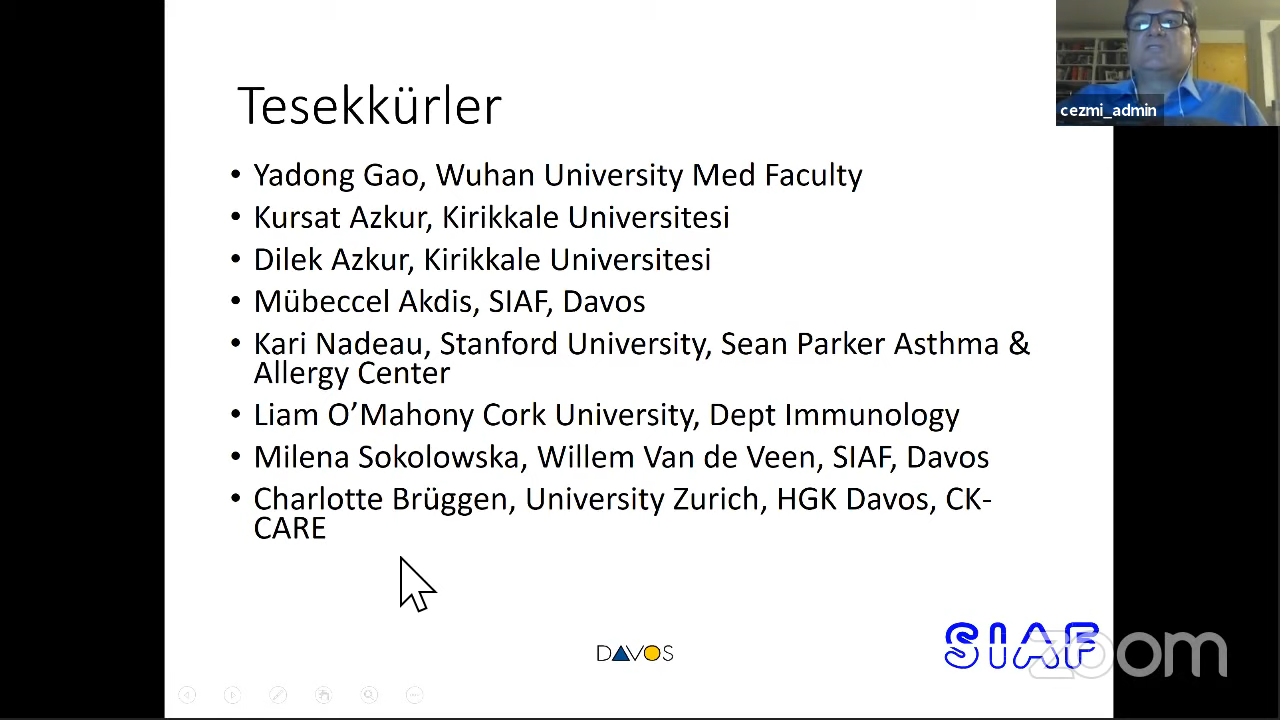 Tesekkürler
• Yadong Gao, Wuhan University Med Faculty
• Kursat Azkur, Kirikkale Universitesi
• Dilek Azkur, Kirikkale Universitesi
• Mübeccel Akdis, SIAF, Davos
• Kari Nadeau, Stanford University, Sean Parker Asthma &
Allergy Center
• Liam O’Mahony Cork University, Dept Immunology
• Milena Sokolowska, Willem Van de Veen, SIAF, Davos
• Charlotte Brüggen, University Zurich, HGK Davos, CK-
CARE
cezmi_admin
DAVOS
SIAF
zoom